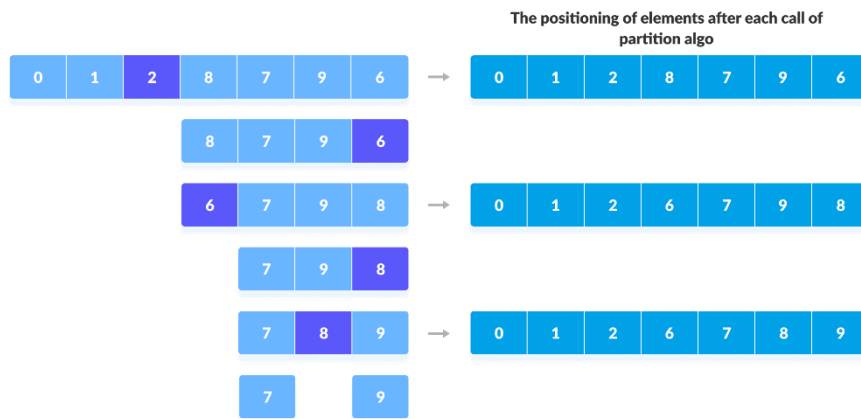 The positioning of elements after each call of
partition algo
0 1 2 8 7 9 6 0 1 2 8 7 9 6
8 7 9 6
6 7 9 8 0 1 2 6 7 9 8
7 9 8
7 8 9 0 1 2 6 7 8 9
7 9